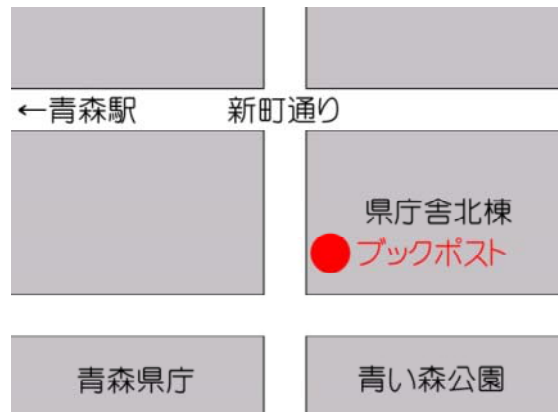 ←青森駅 新町通り
県庁舎北棟
ブックポスト
青森県庁 青い森公園